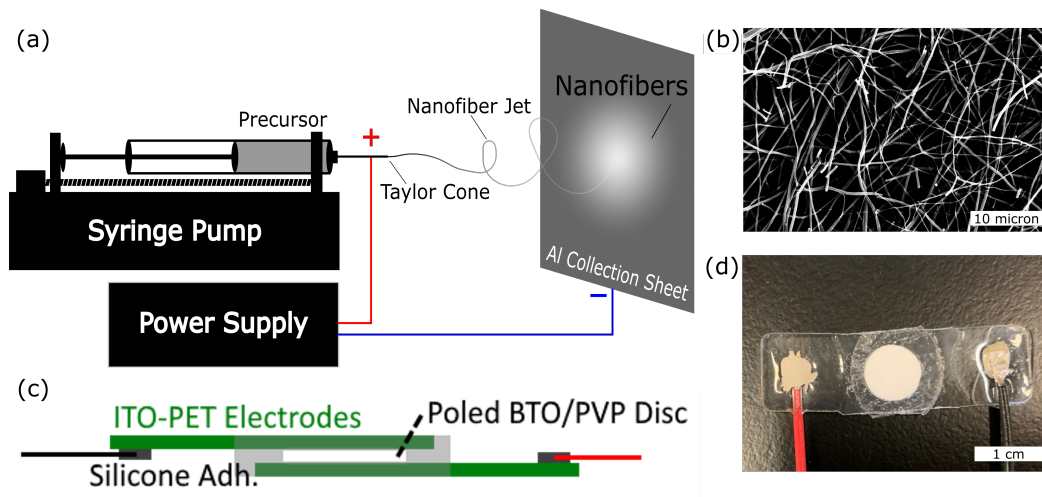 (a)
Precursor
+
Nanofiber Jet
Taylor Cone
Nanofibers
Syringe Pump
Al Collection Sheet
−
Power Supply
(b)
10 micron
(c)
ITO-PET Electrodes
Poled BTO/PVP Disc
Silicone Adh.
(d)
1 cm